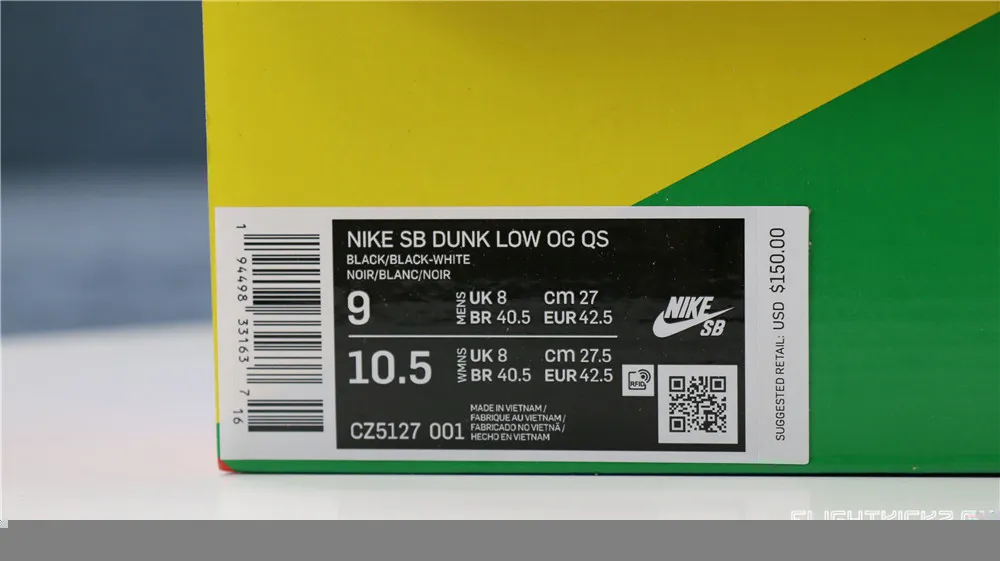 1 94498 33163 7 16
NIKE SB DUNK LOW OG QS
BLACK/BLACK-WHITE
NOIR/BLANC/NOIR
9
MENS
UK 8 cm 27
BR 40.5 EUR 42.5
10.5
WMNS
UK 8 cm 27.5
BR 40.5 EUR 42.5
NIKE
SB
RFID
CZ5127 001
MADE IN VIETNAM /
FABRIQUE AU VIETNAM /
FABRICADO NO VIETNÃ /
HECHO EN VIETNAM
SUGGESTED RETAIL: USD $150.00